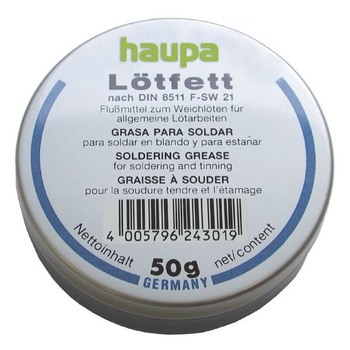 haupa
Lötfett
nach DIN 8511 F-SW 21
Flußmittel zum Weichlöten für
allgemeine Lötarbeiten
GRASA PARA SOLDAR
para soldar en blando y para estañar
SOLDERING GREASE
for soldering and tinning
GRAISSE À SOUDER
pour la soudure tendre et l'étamage
4 005796 243019
Nettoinhalt 50g net/content
GERMANY